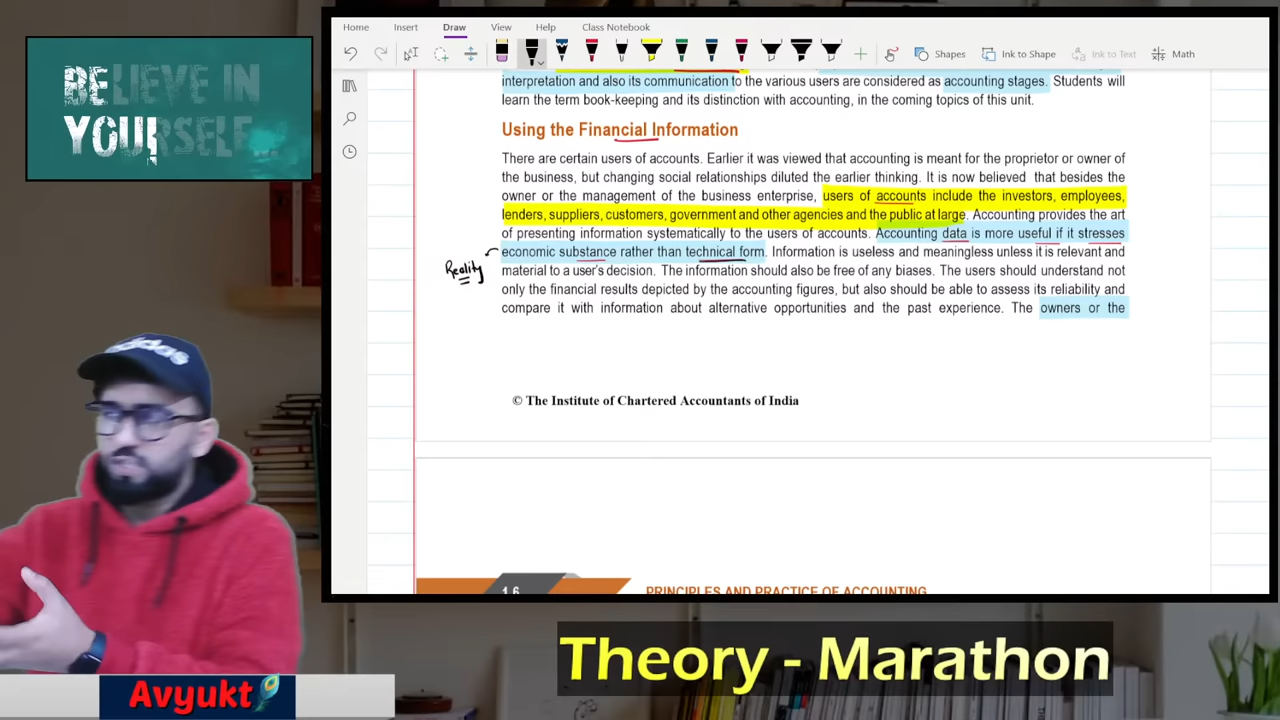 Home Insert Draw View Help Class Notebook
Shapes Ink to Shape Ink to Text Math
BELIEVE IN
YOURSELF
interpretation and also its communication to the various users are considered as accounting stages. Students will
learn the term book-keeping and its distinction with accounting, in the coming topics of this unit.
Using the Financial Information
There are certain users of accounts. Earlier it was viewed that accounting is meant for the proprietor or owner of
the business, but changing social relationships diluted the earlier thinking. It is now believed that besides the
owner or the management of the business enterprise, users of accounts include the investors, employees,
lenders, suppliers, customers, government and other agencies and the public at large. Accounting provides the art
of presenting information systematically to the users of accounts. Accounting data is more useful if it stresses
economic substance rather than technical form. Information is useless and meaningless unless it is relevant and
Reality
material to a user's decision. The information should also be free of any biases. The users should understand not
only the financial results depicted by the accounting figures, but also should be able to assess its reliability and
compare it with information about alternative opportunities and the past experience. The owners or the
© The Institute of Chartered Accountants of India
1.6 PRINCIPLES AND PRACTICE OF ACCOUNTING
adidas
Theory - Marathon
Avyukt